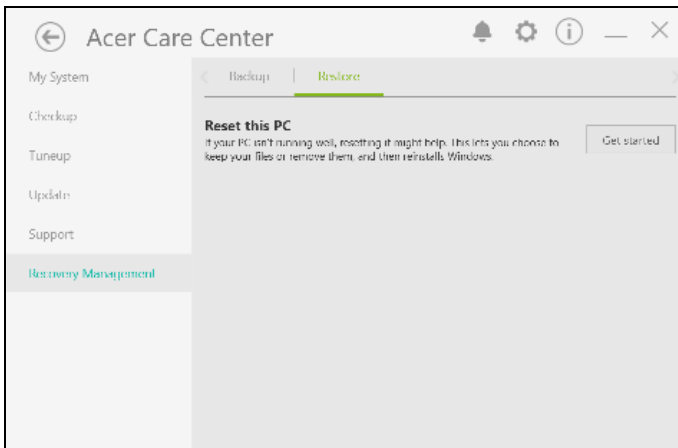 Acer Care Center
My System
Backup
Restore
Checkup
Reset this PC
If your PC isn't running well, resetting it might help. This lets you choose to
keep your files or remove them, and then reinstalls Windows.
Get started
Tuneup
Update
Support
Recovery Management